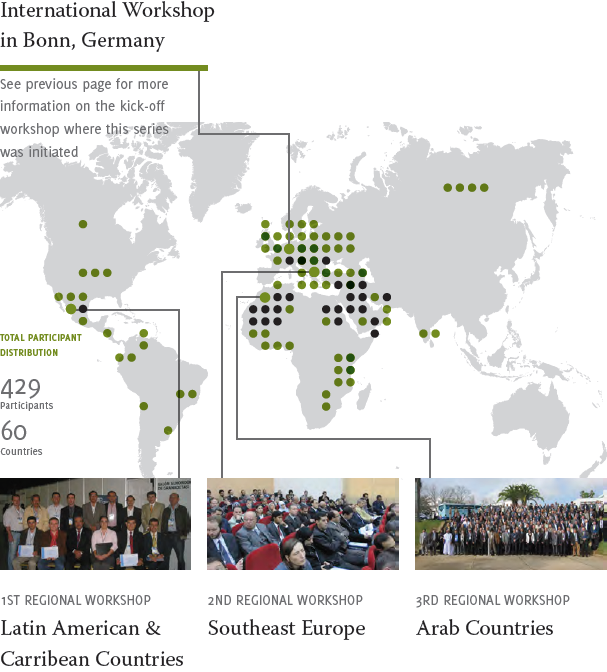 International Workshop
in Bonn, Germany
See previous page for more
information on the kick-off
workshop where this series
was initiated
TOTAL PARTICIPANT
DISTRIBUTION
429
Participants
60
Countries
1ST REGIONAL WORKSHOP
Latin American &
Carribean Countries
2ND REGIONAL WORKSHOP
Southeast Europe
3RD REGIONAL WORKSHOP
Arab Countries